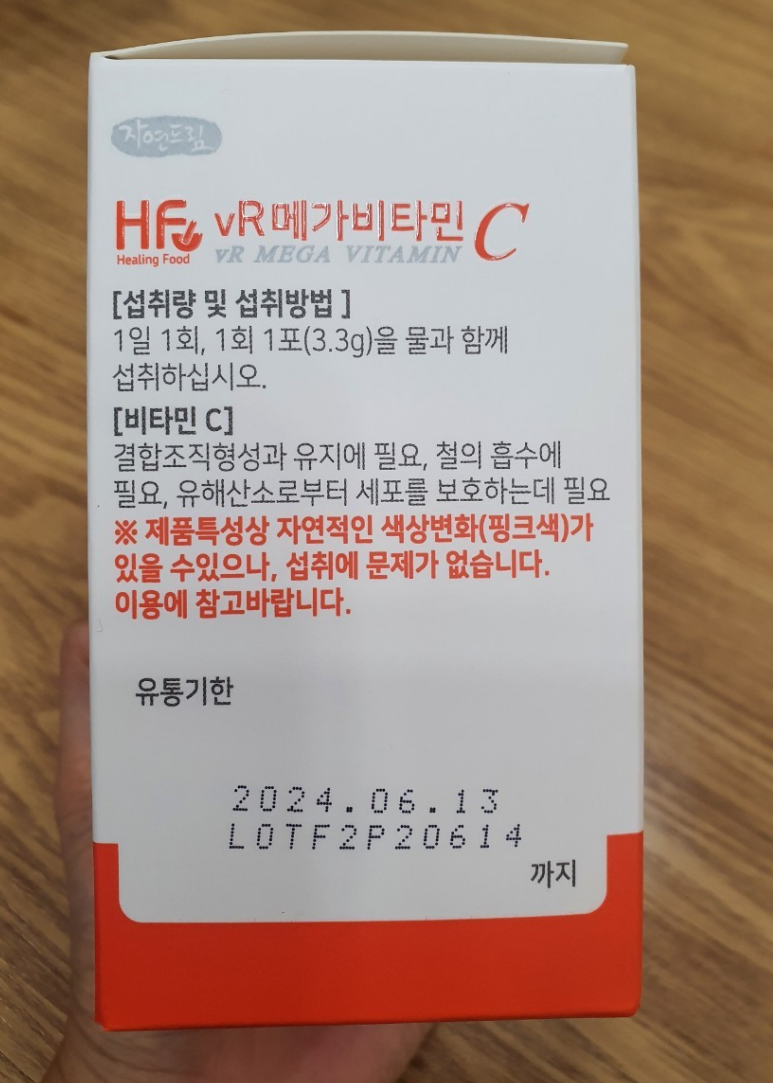 자연드림
HF vR메가비타민 C
Healing Food vR MEGA VITAMIN
[섭취량 및 섭취방법 ]
1일 1회, 1회 1포(3.3g)을 물과 함께
섭취하십시오.
[비타민 C]
결합조직형성과 유지에 필요, 철의 흡수에
필요, 유해산소로부터 세포를 보호하는데 필요
※ 제품특성상 자연적인 색상변화(핑크색)가
있을 수있으나, 섭취에 문제가 없습니다.
이용에 참고바랍니다.
유통기한
2024.06.13
LOTF2P20614
까지